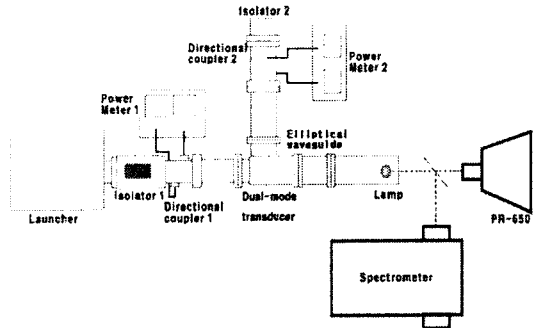 Isolator 2
Directional
coupler 2
Power
Meter 2
Power
Meter 1
Elliptical
waveguide
Isolator 1
Directional
coupler 1
Dual-mode
transducer
Lamp
Launcher
PR-650
Spectrometer